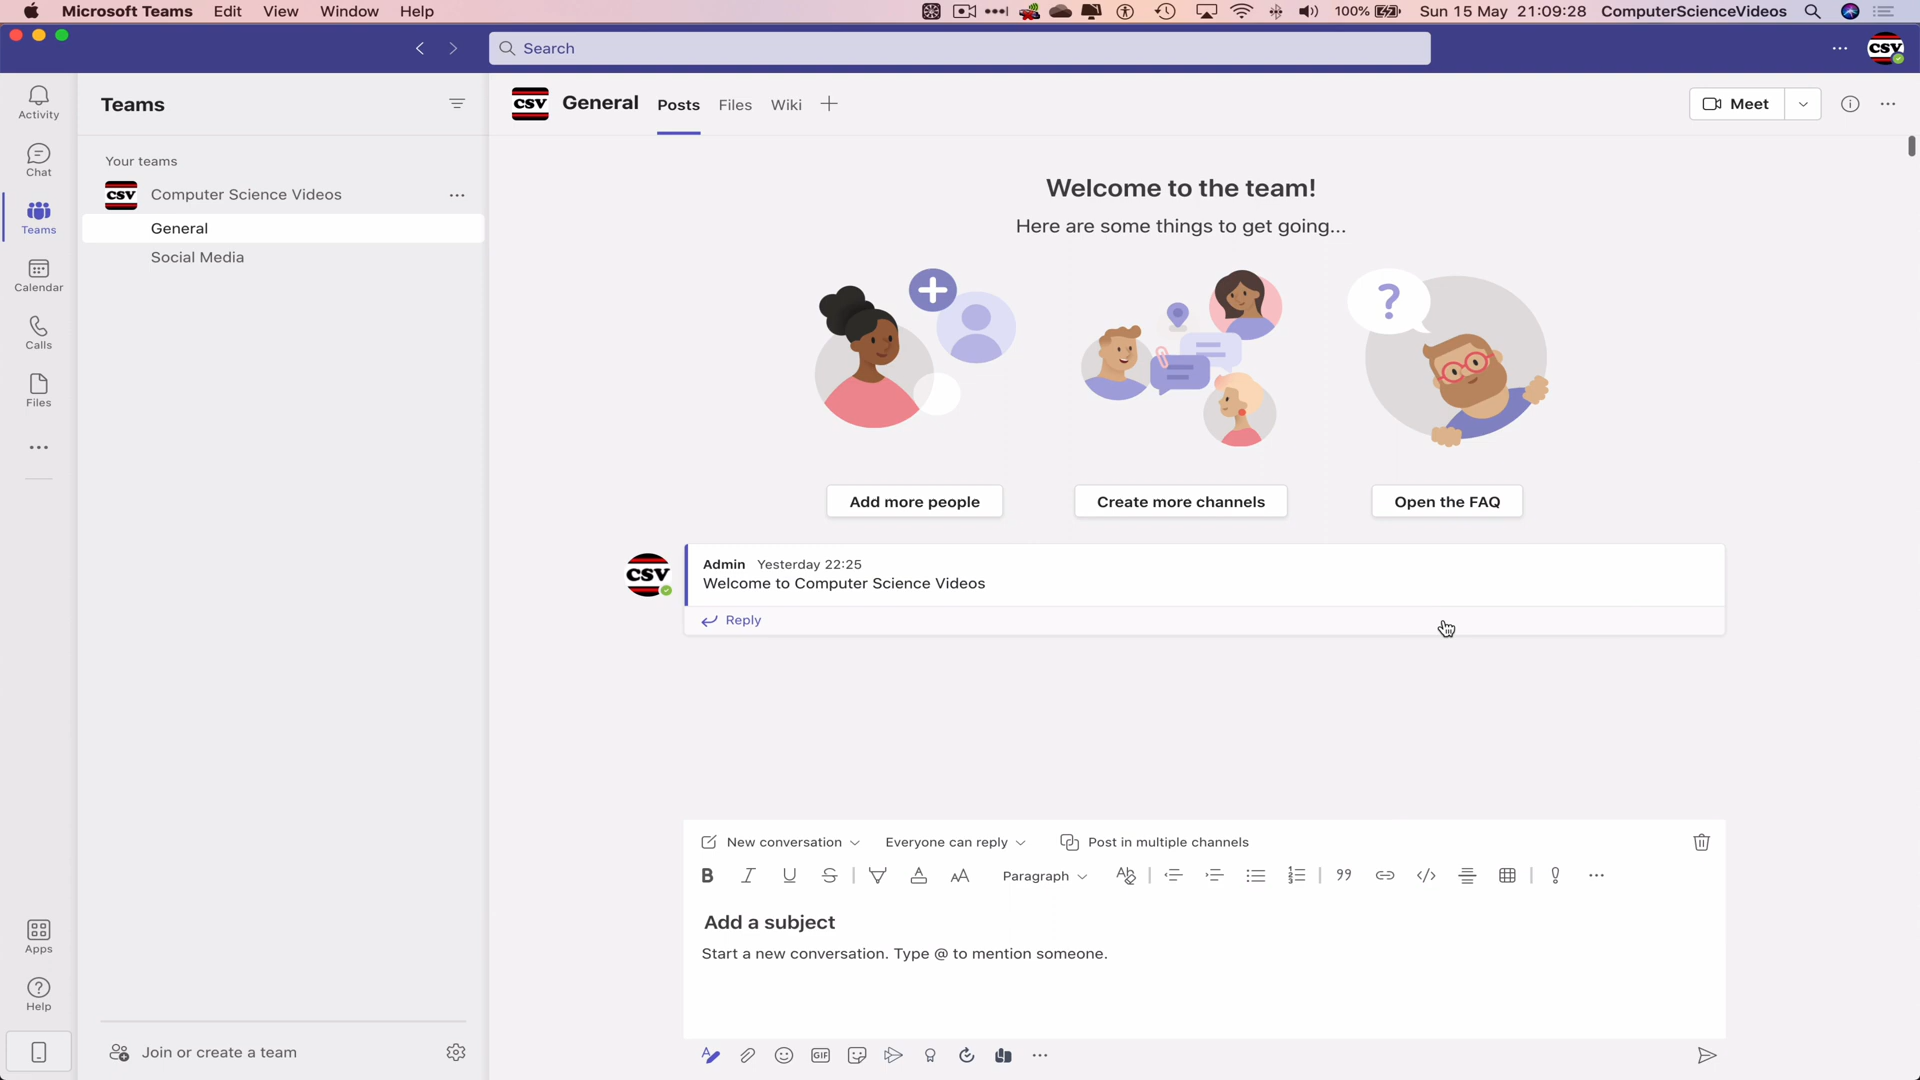 Microsoft Teams Edit View Window Help 100% Sun 15 May 21:09:28 ComputerScienceVideos
Search
CSV
Activity
Chat
Teams
Calendar
Calls
Files
Apps
Help
Teams
Your teams
CSV Computer Science Videos
General
Social Media
Join or create a team
CSV General Posts Files Wiki Meet
Welcome to the team!
Here are some things to get going...
?
Add more people Create more channels Open the FAQ
CSV
Admin Yesterday 22:25
Welcome to Computer Science Videos
Reply
New conversation Everyone can reply Post in multiple channels
B I U S A AA Paragraph Ab
Add a subject
Start a new conversation. Type @ to mention someone.
GIF